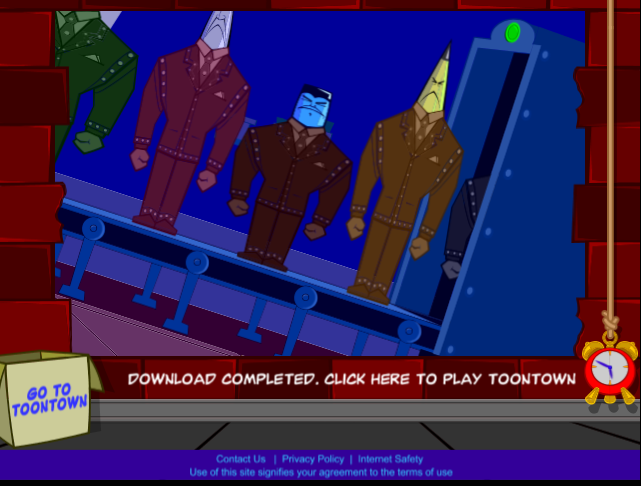 DOWNLOAD COMPLETED. CLICK HERE TO PLAY TOONTOWN
GO TO
TOONTOWN
Contact Us | Privacy Policy | Internet Safety
Use of this site signifies your agreement to the terms of use